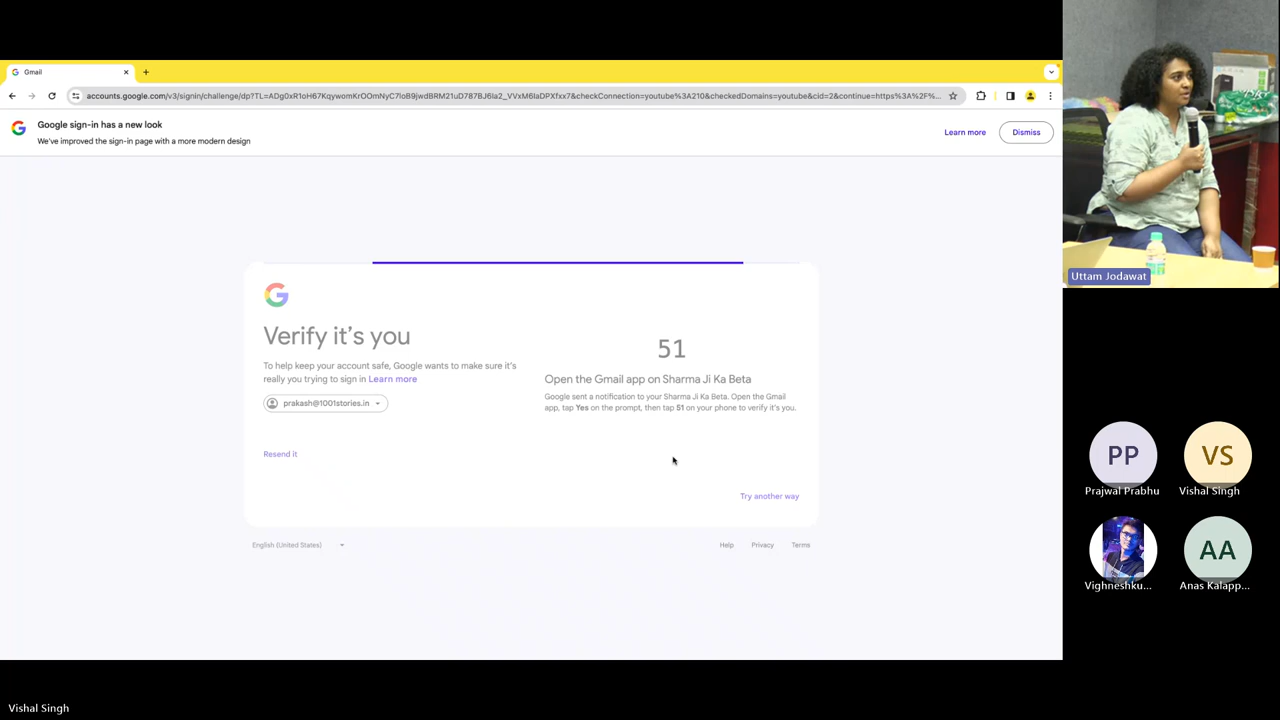 Gmail
accounts.google.com/v3/signin/challenge/dp?TL=ADg0xR1oH67KqywomKrOOmNyC7loB9jwdBRM21uD787BJ6la2_VVxM6laDPXfxx7&checkConnection=youtube%3A210&checkedDomains=youtube&cid=2&continue=https%3A%2F%...
Google sign-in has a new look
We've improved the sign-in page with a more modern design
Learn more
Dismiss
Verify it's you
To help keep your account safe, Google wants to make sure it's
really you trying to sign in Learn more
prakash@1001stories.in
Resend it
51
Open the Gmail app on Sharma Ji Ka Beta
Google sent a notification to your Sharma Ji Ka Beta. Open the Gmail
app, tap Yes on the prompt, then tap 51 on your phone to verify it's you.
Try another way
English (United States)
Help
Privacy
Terms
Uttam Jodawat
PP
Prajwal Prabhu
VS
Vishal Singh
Vighneshku...
AA
Anas Kalapp...
Vishal Singh